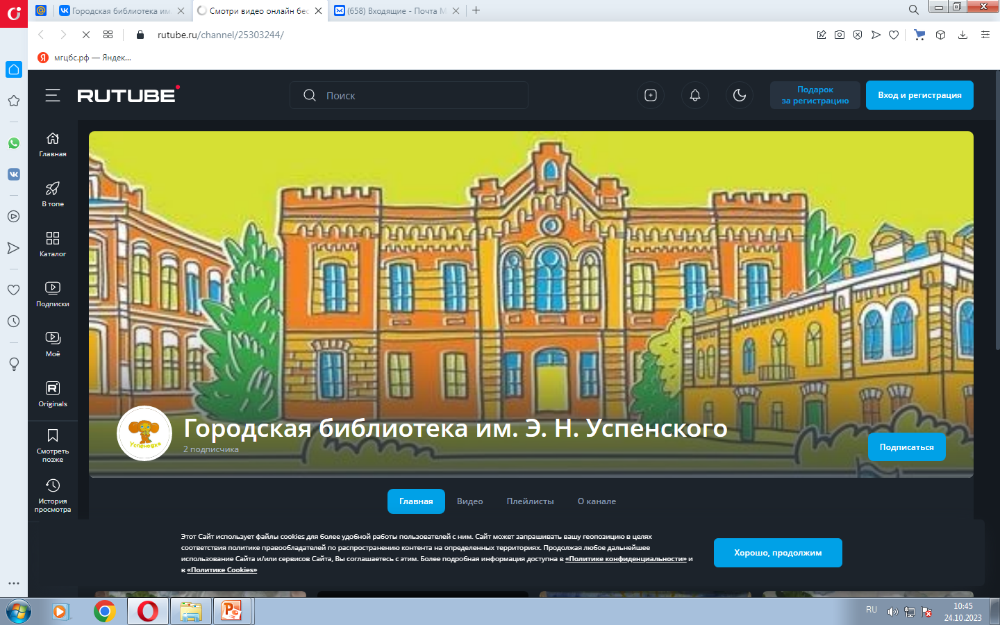 Городская библиотека им.
Смотри видео онлайн бес
(658) Входящие - Почта М
rutube.ru/channel/25303244/
Я мгцбс.рф — Яндек...
RUTUBE
Поиск
Подарок
за регистрацию
Вход и регистрация
Главная
В топе
Каталог
Подписки
Моё
Originals
Смотреть
позже
История
просмотра
Успеновка
Городская библиотека им. Э. Н. Успенского
2 подписчика
Подписаться
Главная
Видео
Плейлисты
О канале
Этот Сайт использует файлы cookies для более удобной работы пользователей с ним. Сайт может запрашивать вашу геопозицию в целях
соответствия политике правообладателей по распространению контента на определенных территориях. Продолжая любое дальнейшее
использование Сайта и/или сервисов Сайта, Вы соглашаетесь с этим. Более подробная информация доступна в «Политике конфиденциальности» и
в «Политике Cookies»
Хорошо, продолжим
RU
10:45
24.10.2023